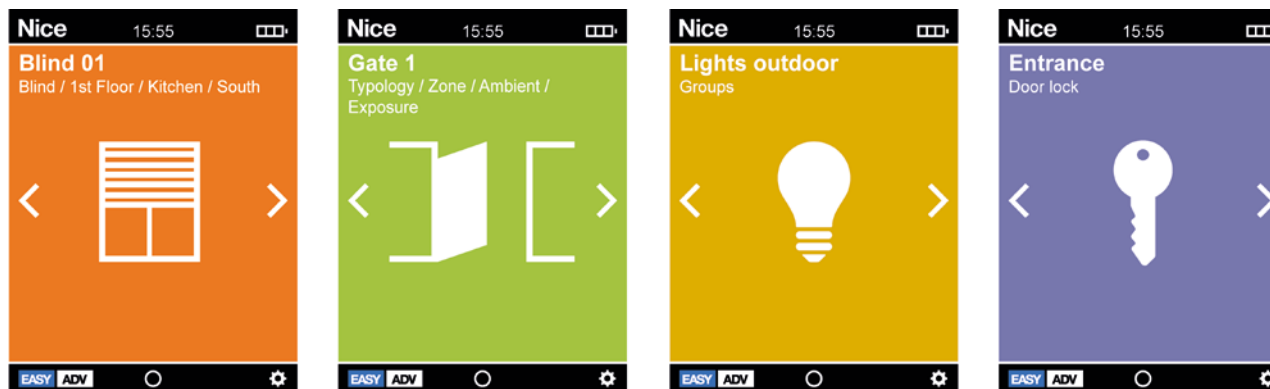 Nice 15:55
Blind 01
Blind / 1st Floor / Kitchen / South
EASY ADV
Nice 15:55
Gate 1
Typology / Zone / Ambient /
Exposure
EASY ADV
Nice 15:55
Lights outdoor
Groups
EASY ADV
Nice 15:55
Entrance
Door lock
EASY ADV